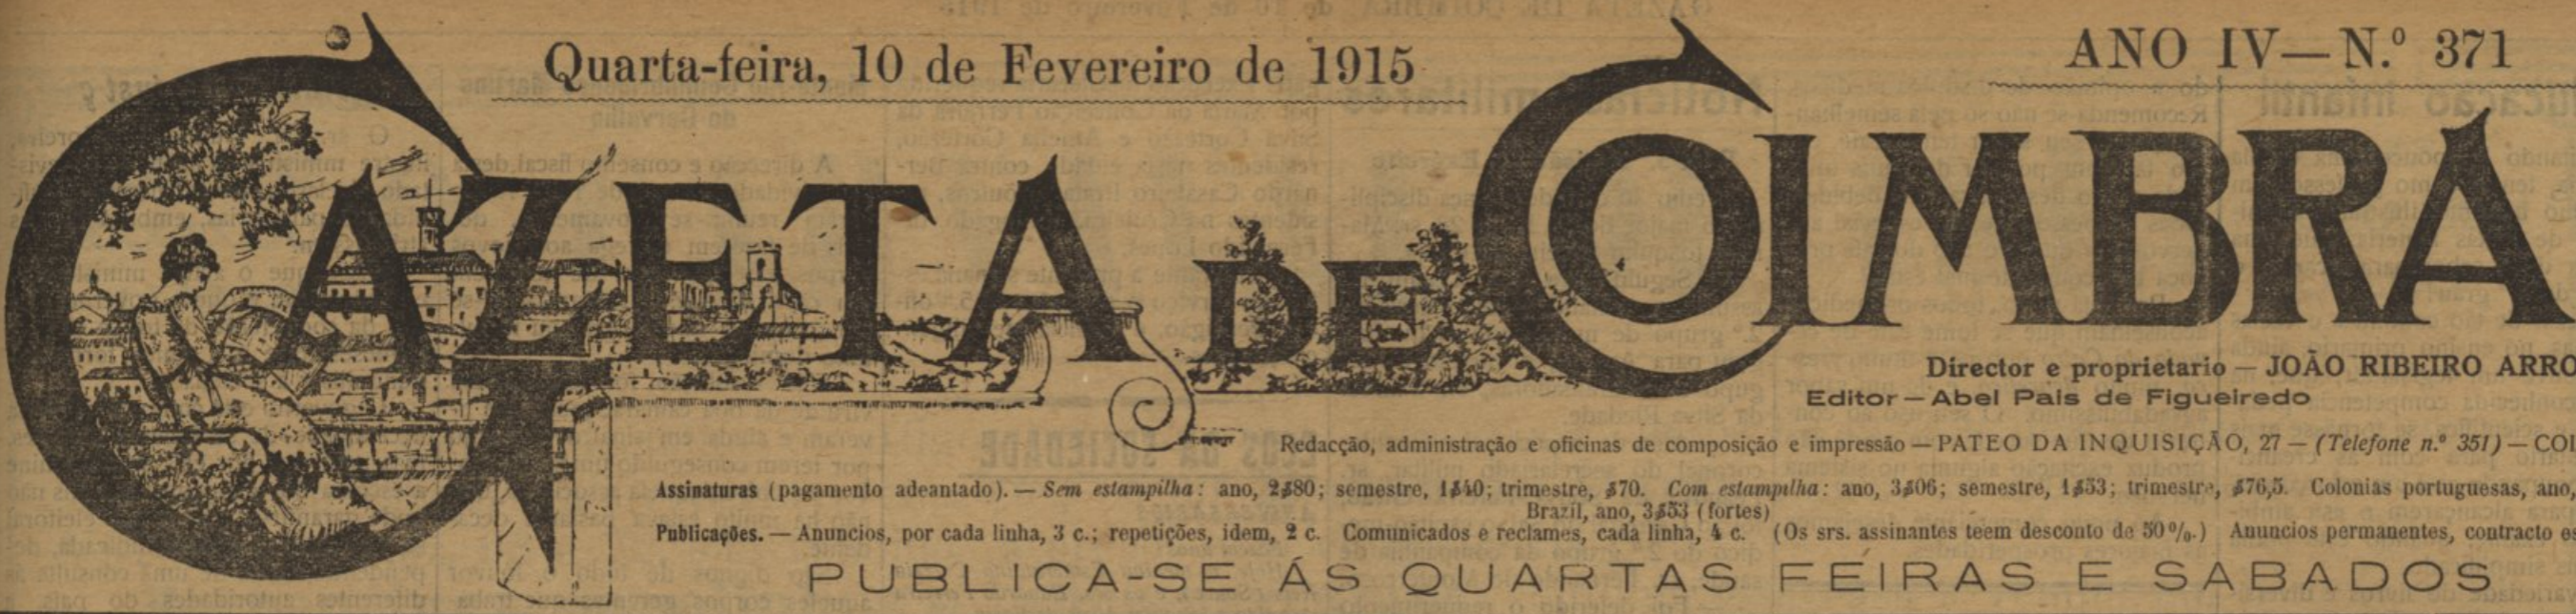 Quarta-feira, 10 de Fevereiro de 1915
ANO IV—N.º 371
GAZETA DE COIMBRA
Director e proprietario — JOÃO RIBEIRO ARRO
Editor — Abel Pais de Figueiredo
Redacção, administração e oficinas de composição e impressão — PATEO DA INQUISIÇÃO, 27 — (Telefone n.º 351) — COI
Assinaturas (pagamento adeantado). — Sem estampilha: ano, 2$80; semestre, 1$40; trimestre, $70. Com estampilha: ano, 3$06; semestre, 1$53; trimestre, $76,5. Colonias portuguesas, ano,
Brazil, ano, 3$53 (fortes)
Publicações. — Anuncios, por cada linha, 3 c.; repetições, idem, 2 c. Comunicados e reclames, cada linha, 4 c. (Os srs. assinantes teem desconto de 50%.) Anuncios permanentes, contracto es
PUBLICA-SE ÁS QUARTAS FEIRAS E SABADOS